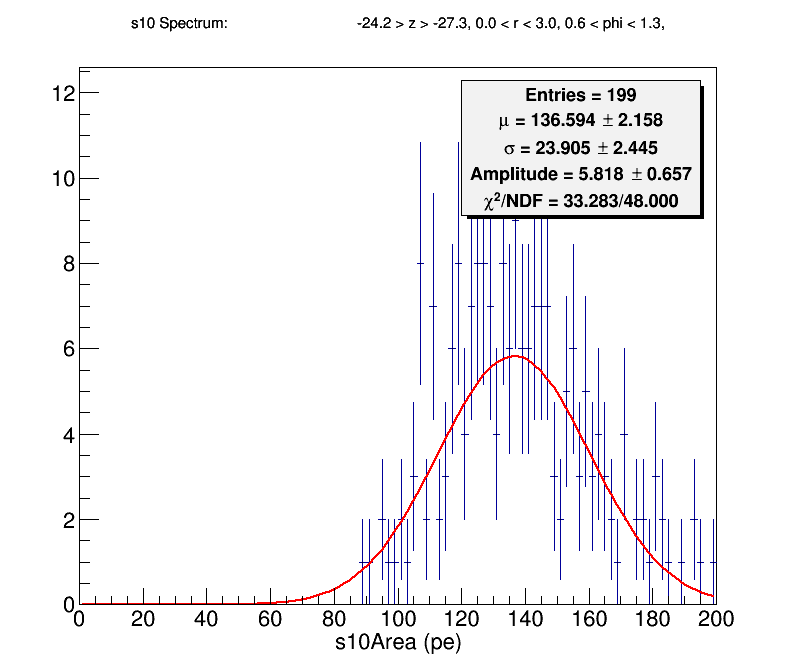 s10 Spectrum: -24.2 > z > -27.3, 0.0 < r < 3.0, 0.6 < phi < 1.3,
Entries = 199
μ = 136.594 ± 2.158
σ = 23.905 ± 2.445
Amplitude = 5.818 ± 0.657
χ²/NDF = 33.283/48.000
12
10
8
6
4
2
0
0 20 40 60 80 100 120 140 160 180 200
s10Area (pe)